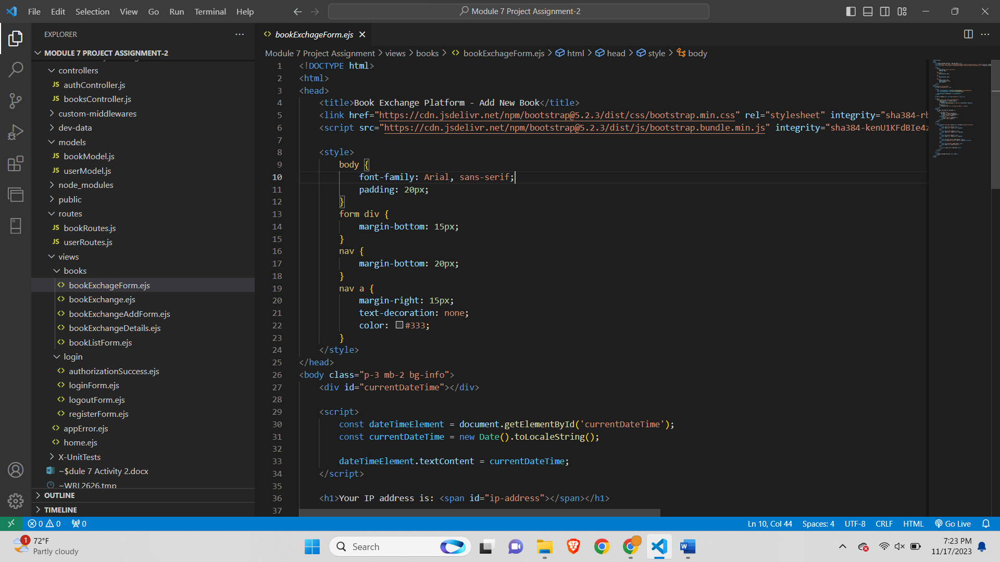 File Edit Selection View Go Run Terminal Help
Module 7 Project Assignment-2
EXPLORER
MODULE 7 PROJECT ASSIGNMENT-2
controllers
JS authController.js
JS booksController.js
custom-middlewares
dev-data
models
JS bookModel.js
JS userModel.js
node_modules
public
routes
JS bookRoutes.js
JS userRoutes.js
views
books
<> bookExchageForm.ejs
<> bookExchange.ejs
<> bookExchangeAddForm.ejs
<> bookExchangeDetails.ejs
<> bookListForm.ejs
login
<> authorizationSuccess.ejs
<> loginForm.ejs
<> logoutForm.ejs
<> registerForm.ejs
<> appError.ejs
<> home.ejs
X-UnitTests
~$dule 7 Activity 2.docx
~WRL2626.tmp
OUTLINE
TIMELINE
<> bookExchageForm.ejs
Module 7 Project Assignment > views > books > <> bookExchageForm.ejs > html > head > style > body
1 <!DOCTYPE html>
2 <html>
3 <head>
4 <title>Book Exchange Platform - Add New Book</title>
5 <link href="https://cdn.jsdelivr.net/npm/bootstrap@5.2.3/dist/css/bootstrap.min.css" rel="stylesheet" integrity="sha384-rb
6 <script src="https://cdn.jsdelivr.net/npm/bootstrap@5.2.3/dist/js/bootstrap.bundle.min.js" integrity="sha384-kenU1KFdBIe4z
7
8 <style>
9 body {
10 font-family: Arial, sans-serif;
11 padding: 20px;
12 }
13 form div {
14 margin-bottom: 15px;
15 }
16 nav {
17 margin-bottom: 20px;
18 }
19 nav a {
20 margin-right: 15px;
21 text-decoration: none;
22 color: #333;
23 }
24 </style>
25 </head>
26 <body class="p-3 mb-2 bg-info">
27 <div id="currentDateTime"></div>
28
29 <script>
30 const dateTimeElement = document.getElementById('currentDateTime');
31 const currentDateTime = new Date().toLocaleString();
32
33 dateTimeElement.textContent = currentDateTime;
34 </script>
35
36 <h1>Your IP address is: <span id="ip-address"></span></h1>
37
0 0 0 Ln 10, Col 44 Spaces: 4 UTF-8 CRLF HTML Go Live
1 72°F
Partly cloudy
Search
7:23 PM
11/17/2023